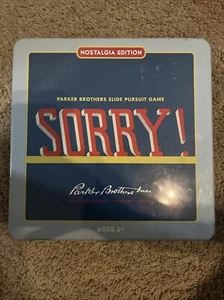 NOSTALGIA EDITION
PARKER BROTHERS SLIDE PURSUIT GAME
SORRY!
Parker Brothers Inc.
AGES 6+